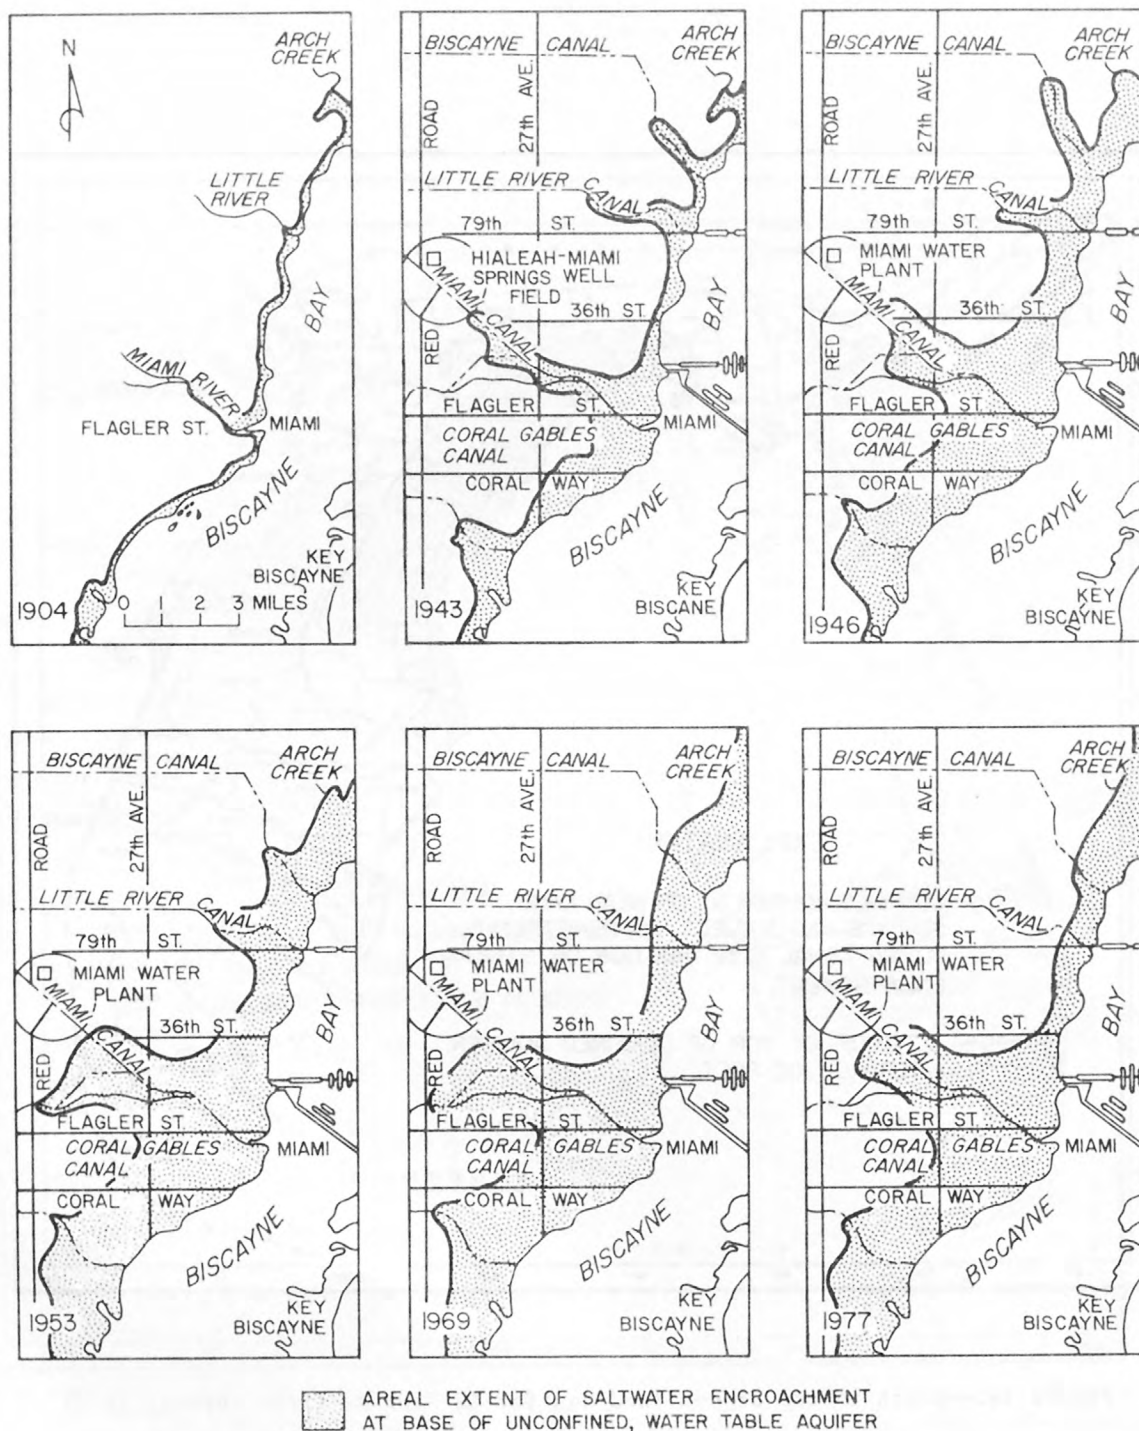 N
ARCH
CREEK
LITTLE
RIVER
BAY
MIAMI RIVER
FLAGLER ST.
MIAMI
BISCAYNE
KEY
BISCAYNE
1904
0 1 2 3 MILES
BISCAYNE CANAL
ARCH
CREEK
27th AVE.
ROAD
LITTLE RIVER
CANAL
79th ST.
HIALEAH-MIAMI
SPRINGS WELL
FIELD
MIAMI CANAL
BAY
36th ST.
RED
FLAGLER ST.
MIAMI
CORAL GABLES
CANAL
CORAL WAY
BISCAYNE
KEY
BISCANE
1943
BISCAYNE CANAL
ARCH
CREEK
27th AVE.
ROAD
LITTLE RIVER
CANAL
79th ST.
MIAMI WATER
PLANT
MIAMI CANAL
BAY
36th ST.
RED
FLAGLER ST.
MIAMI
CORAL GABLES
CANAL
CORAL WAY
BISCAYNE
KEY
BISCAYNE
1946
BISCAYNE CANAL
ARCH
CREEK
27th AVE.
ROAD
LITTLE RIVER
CANAL
79th ST.
MIAMI WATER
PLANT
MIAMI CANAL
BAY
36th ST.
RED
FLAGLER ST.
MIAMI
CORAL GABLES
CANAL
CORAL WAY
BISCAYNE
KEY
BISCAYNE
1953
BISCAYNE CANAL
ARCH
CREEK
27th AVE.
ROAD
LITTLE RIVER
CANAL
79th ST.
MIAMI WATER
PLANT
MIAMI CANAL
BAY
36th ST.
RED
FLAGLER ST.
MIAMI
CORAL GABLES
CANAL
CORAL WAY
BISCAYNE
KEY
BISCAYNE
1969
BISCAYNE CANAL
ARCH
CREEK
27th AVE.
ROAD
LITTLE RIVER
CANAL
79th ST.
MIAMI WATER
PLANT
MIAMI CANAL
BAY
36th ST.
RED
FLAGLER ST.
MIAMI
CORAL GABLES
CANAL
CORAL WAY
BISCAYNE
KEY
BISCAYNE
1977
AREAL EXTENT OF SALTWATER ENCROACHMENT
AT BASE OF UNCONFINED, WATER TABLE AQUIFER